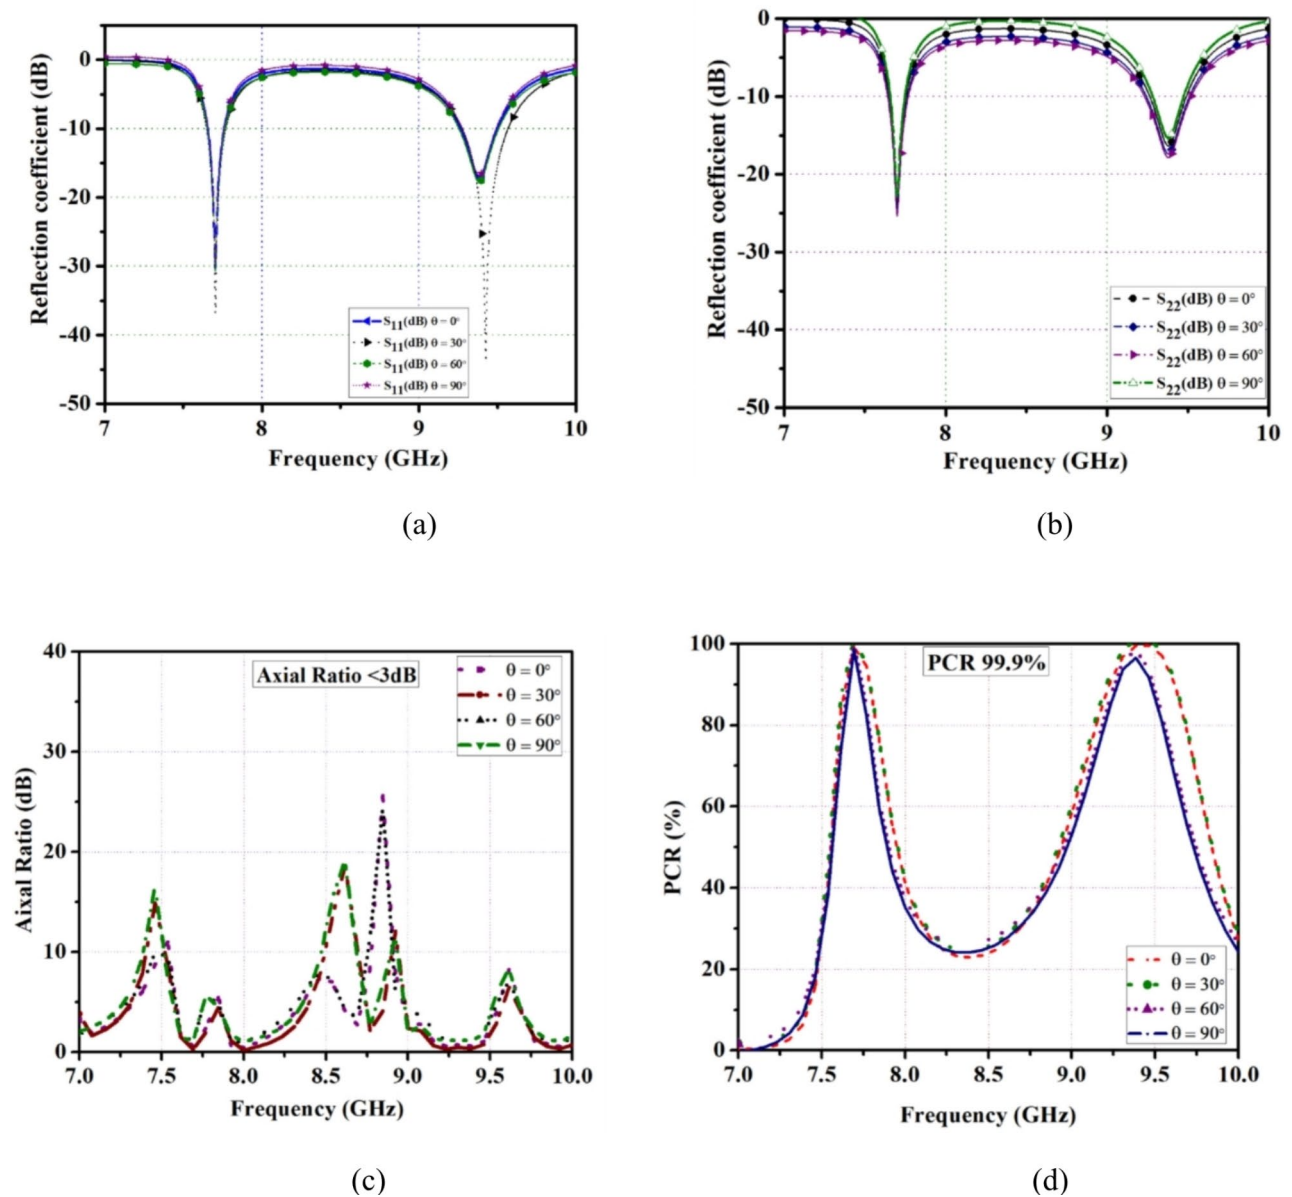 0
-10
-20
-30
-40
-50
Reflection coefficient (dB)
S11(dB) θ = 0°
S11(dB) θ = 30°
S11(dB) θ = 60°
S11(dB) θ = 90°
7 8 9 10
Frequency (GHz)
(a)
0
-10
-20
-30
-40
-50
Reflection coefficient (dB)
S22(dB) θ = 0°
S22(dB) θ = 30°
S22(dB) θ = 60°
S22(dB) θ = 90°
7 8 9 10
Frequency (GHz)
(b)
40
30
20
10
0
Aixal Ratio (dB)
Axial Ratio <3dB
θ = 0°
θ = 30°
θ = 60°
θ = 90°
7.0 7.5 8.0 8.5 9.0 9.5 10.0
Frequency (GHz)
(c)
100
80
60
40
20
0
PCR (%)
PCR 99.9%
θ = 0°
θ = 30°
θ = 60°
θ = 90°
7.0 7.5 8.0 8.5 9.0 9.5 10.0
Frequency (GHz)
(d)